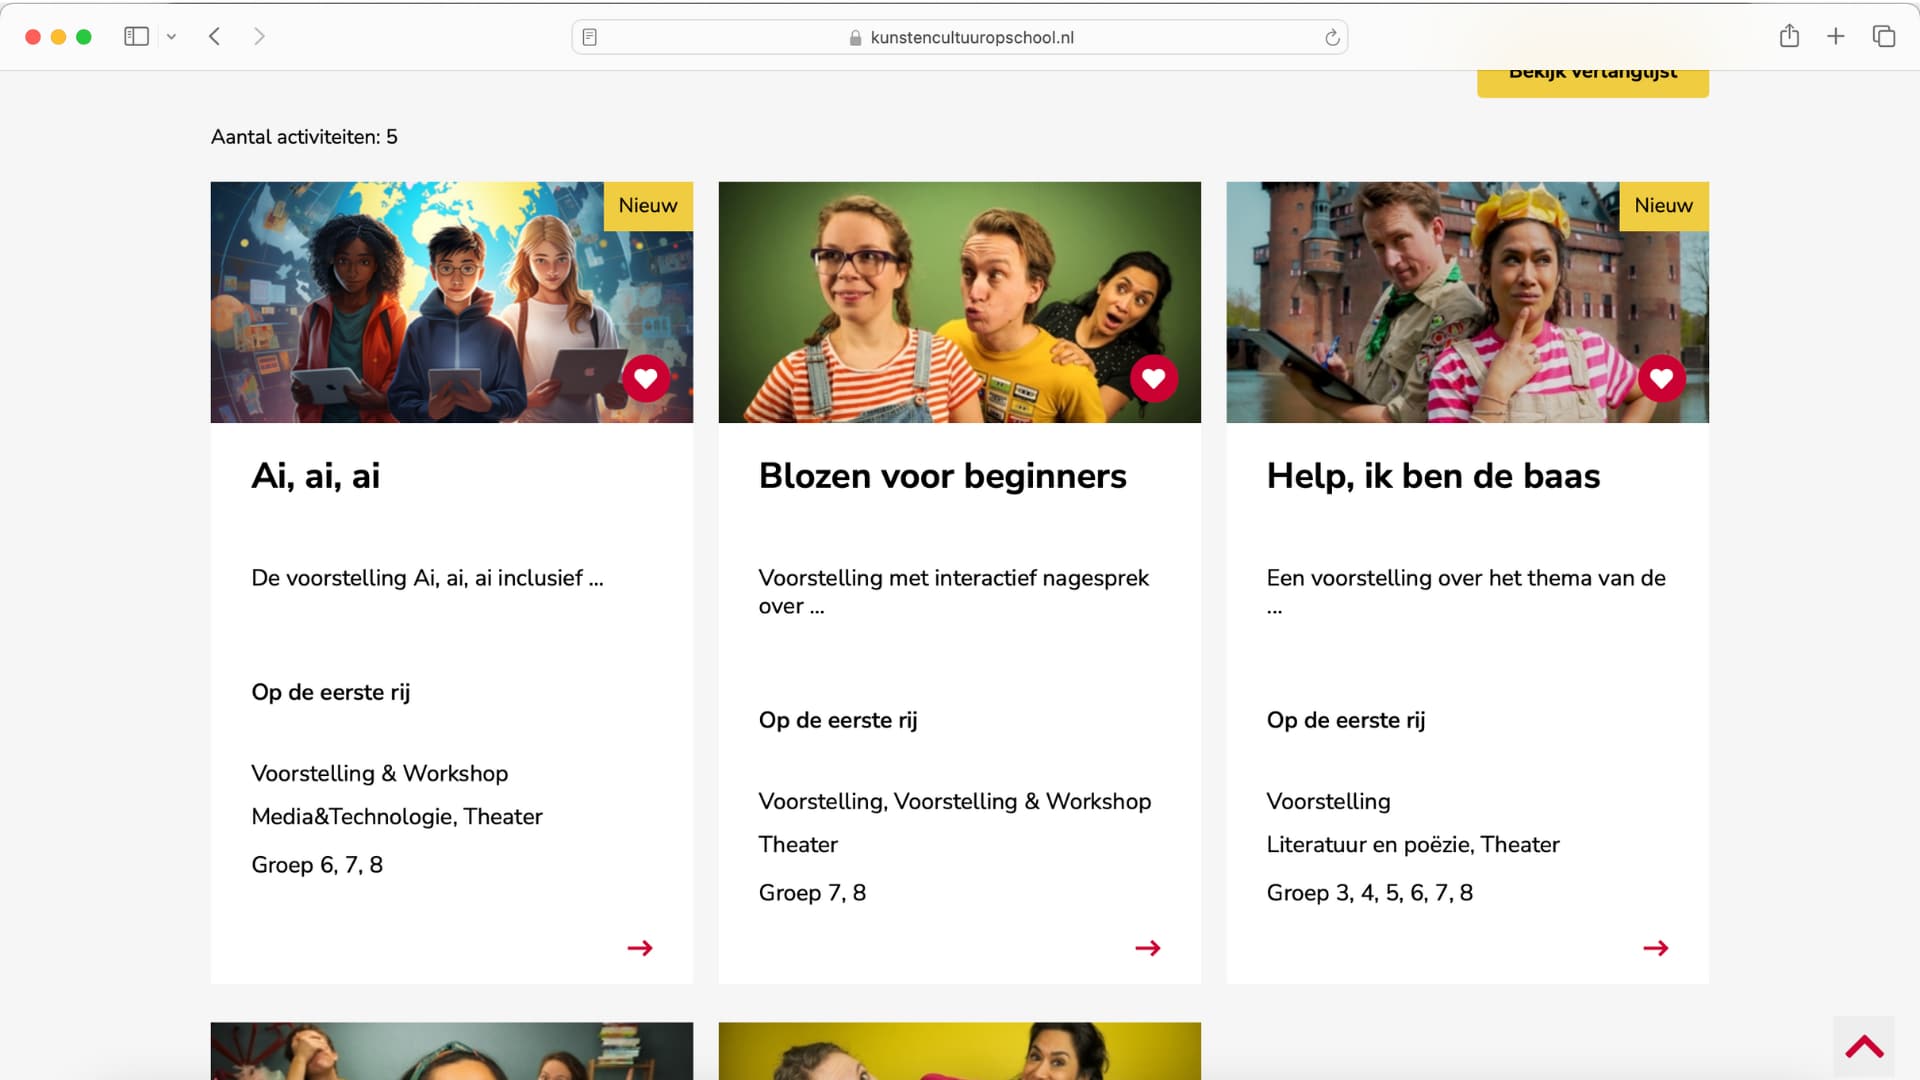 kunstencultuuropschool.nl
Bekijk verlanglijst
Aantal activiteiten: 5
Nieuw
Nieuw
Ai, ai, ai
De voorstelling Ai, ai, ai inclusief ...
Op de eerste rij
Voorstelling & Workshop
Media&Technologie, Theater
Groep 6, 7, 8
Blozen voor beginners
Voorstelling met interactief nagesprek
over ...
Op de eerste rij
Voorstelling, Voorstelling & Workshop
Theater
Groep 7, 8
Help, ik ben de baas
Een voorstelling over het thema van de
...
Op de eerste rij
Voorstelling
Literatuur en poëzie, Theater
Groep 3, 4, 5, 6, 7, 8